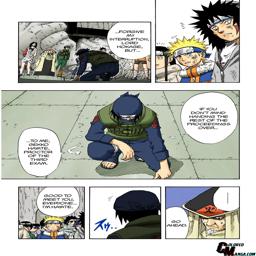 ...FORGIVE
MY
INTERRUPTION,
LORD
HOKAGE, BUT...
IF YOU
DON'T MIND
HANDING THE
REST OF THE
PROCEEDINGS
OVER...
...TO ME,
GEKKO
HAYATE,
PROCTOR
OF THE
THIRD
EXAM.
GO
AHEAD.
GOOD TO
MEET YOU,
EVERYONE...
I'M HAYATE.
COLORED
MANGA.COM